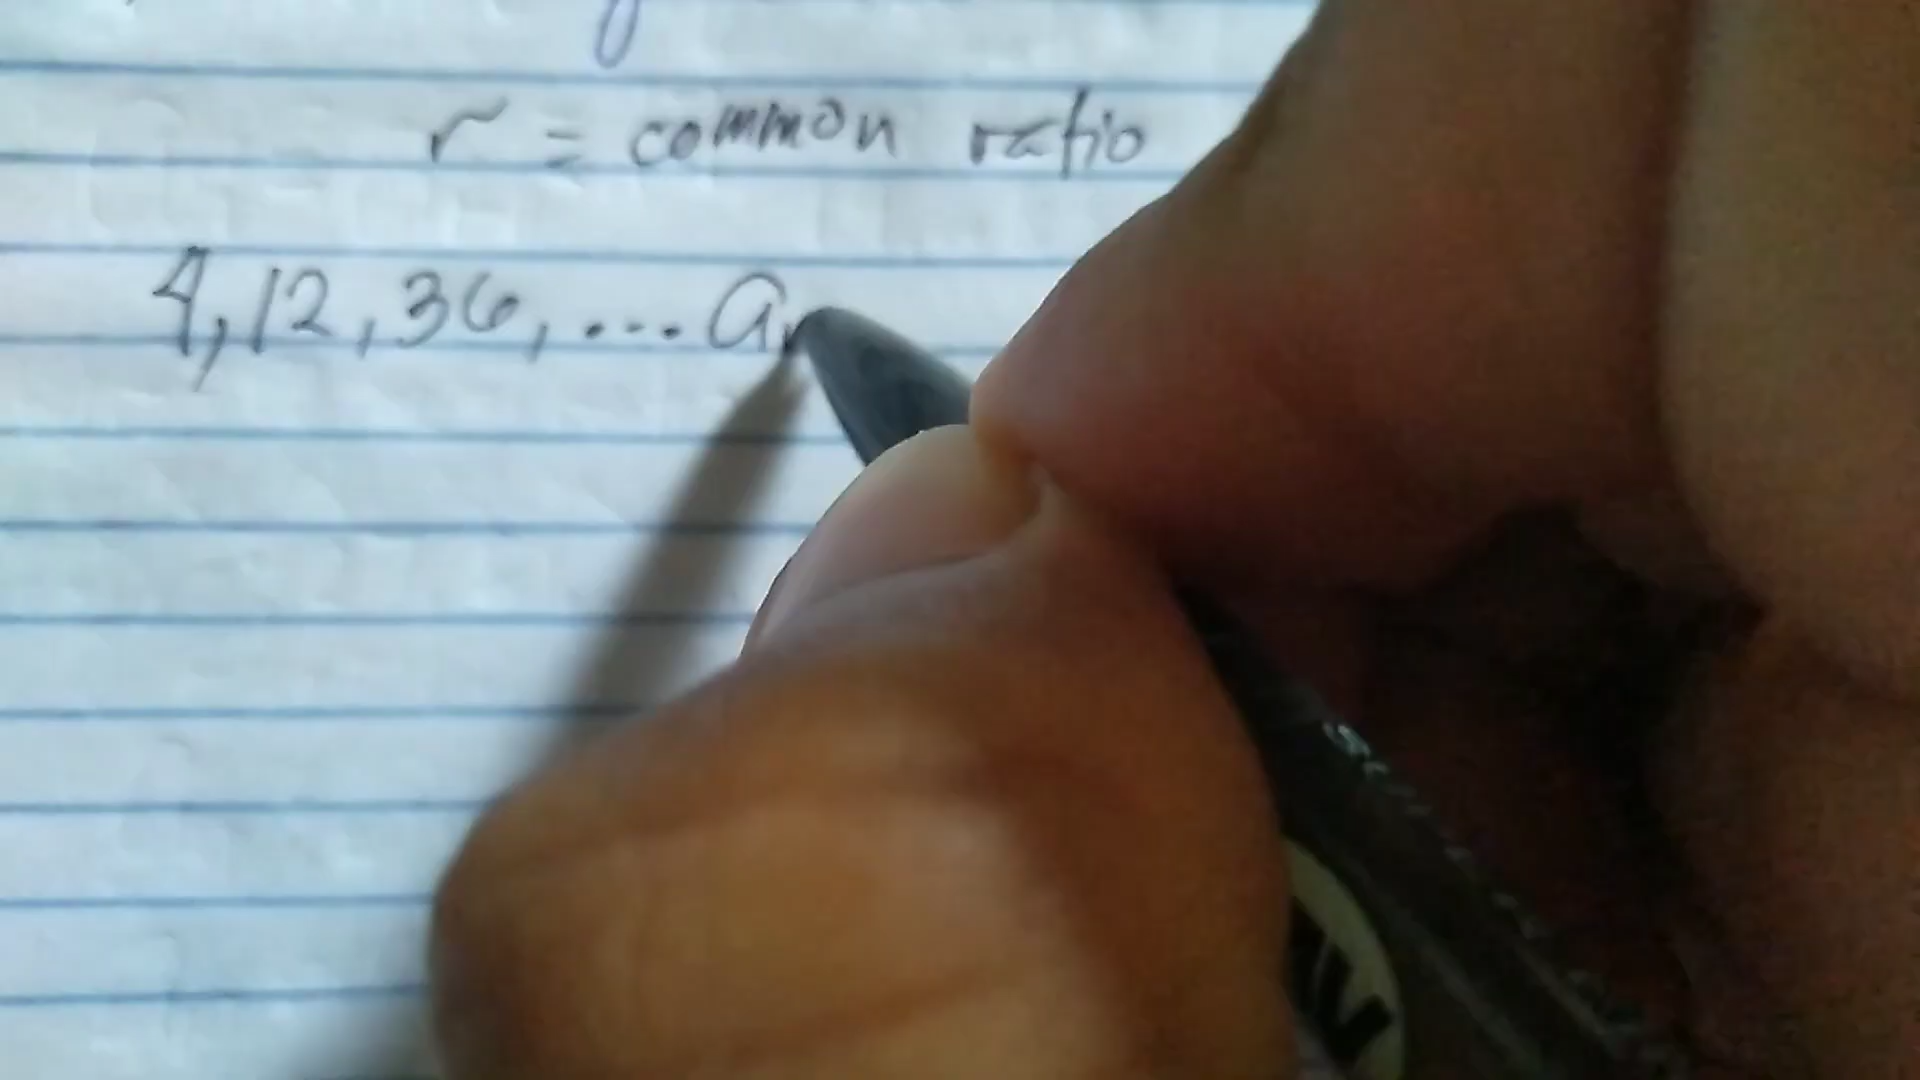 r = common ratio
4, 12, 36, ... a